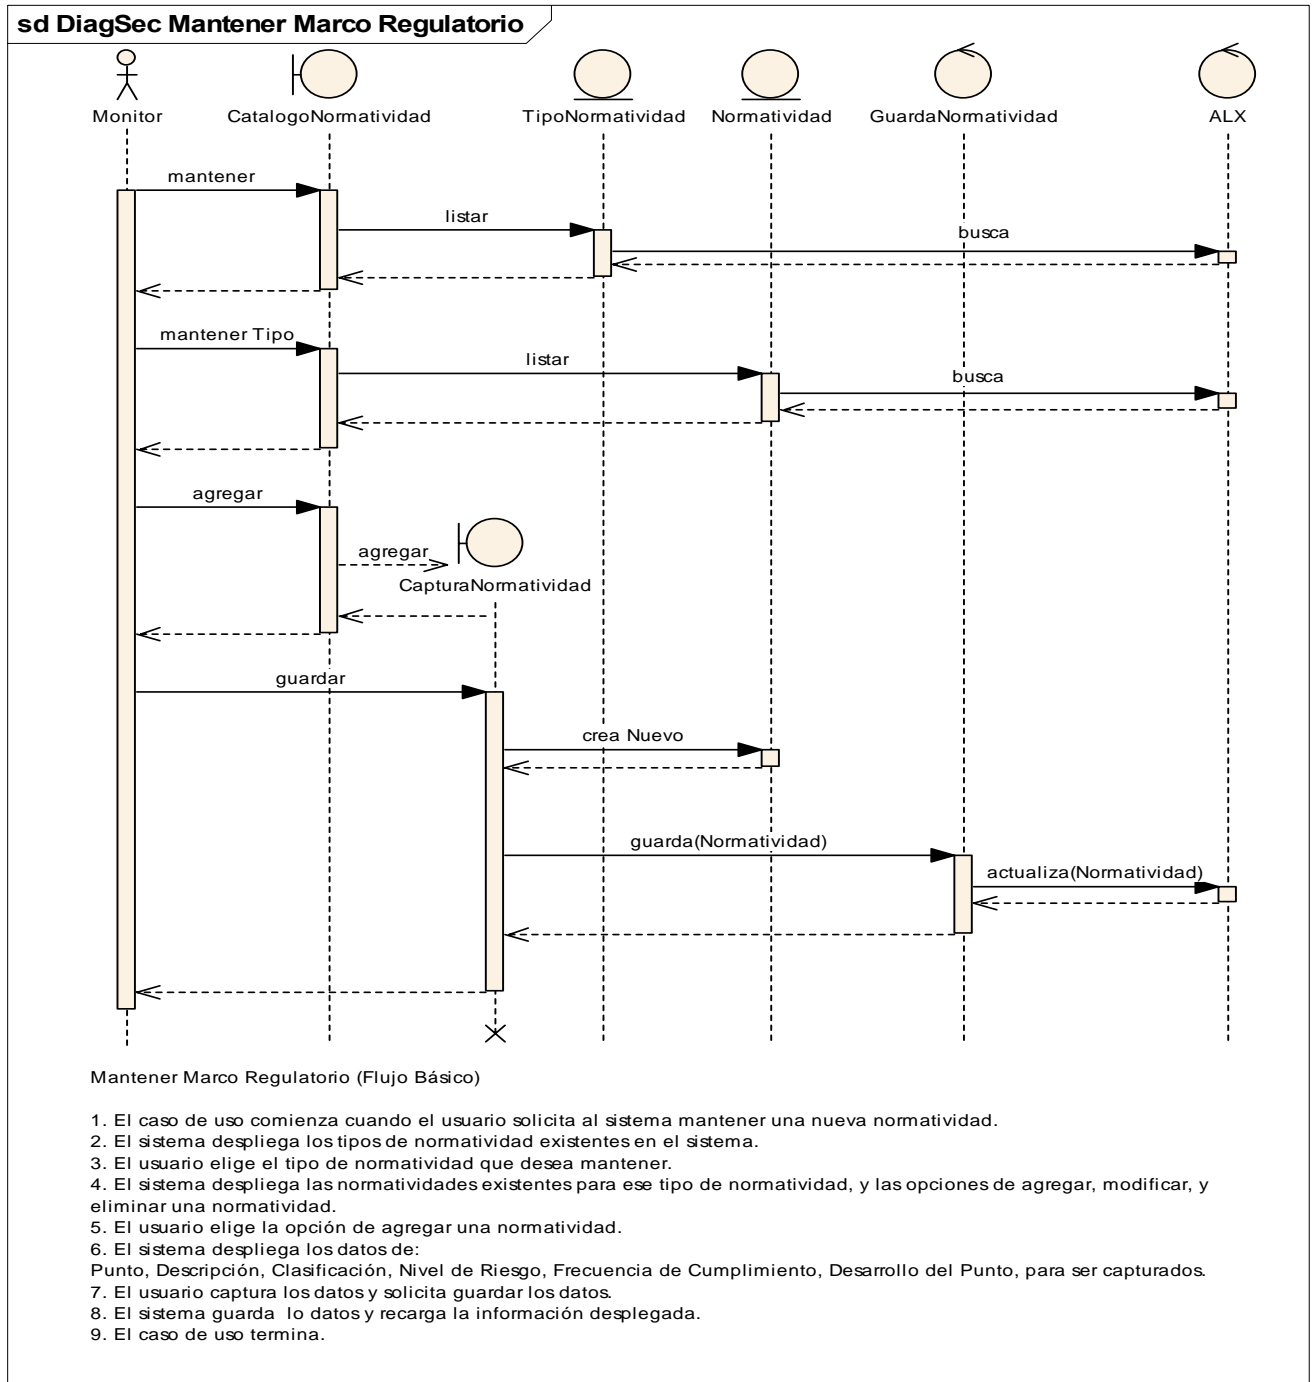 sd DiagSec Mantener Marco Regulatorio
Monitor
CatalogoNormatividad
TipoNormatividad
Normatividad
GuardaNormatividad
ALX
mantener
listar
busca
mantener Tipo
listar
busca
agregar
agregar
CapturaNormatividad
guardar
crea Nuevo
guarda(Normatividad)
actualiza(Normatividad)
Mantener Marco Regulatorio (Flujo Básico)
1. El caso de uso comienza cuando el usuario solicita al sistema mantener una nueva normatividad.
2. El sistema despliega los tipos de normatividad existentes en el sistema.
3. El usuario elige el tipo de normatividad que desea mantener.
4. El sistema despliega las normatividades existentes para ese tipo de normatividad, y las opciones de agregar, modificar, y
eliminar una normatividad.
5. El usuario elige la opción de agregar una normatividad.
6. El sistema despliega los datos de:
Punto, Descripción, Clasificación, Nivel de Riesgo, Frecuencia de Cumplimiento, Desarrollo del Punto, para ser capturados.
7. El usuario captura los datos y solicita guardar los datos.
8. El sistema guarda  lo datos y recarga la información desplegada.
9. El caso de uso termina.